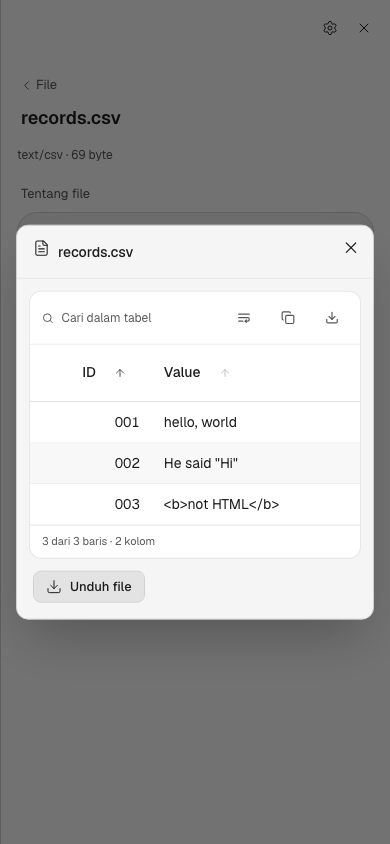 File
records.csv
text/csv · 69 byte
Tentang file
records.csv
Cari dalam tabel
ID Value
001 hello, world
002 He said "Hi"
003 <b>not HTML</b>
3 dari 3 baris · 2 kolom
Unduh file